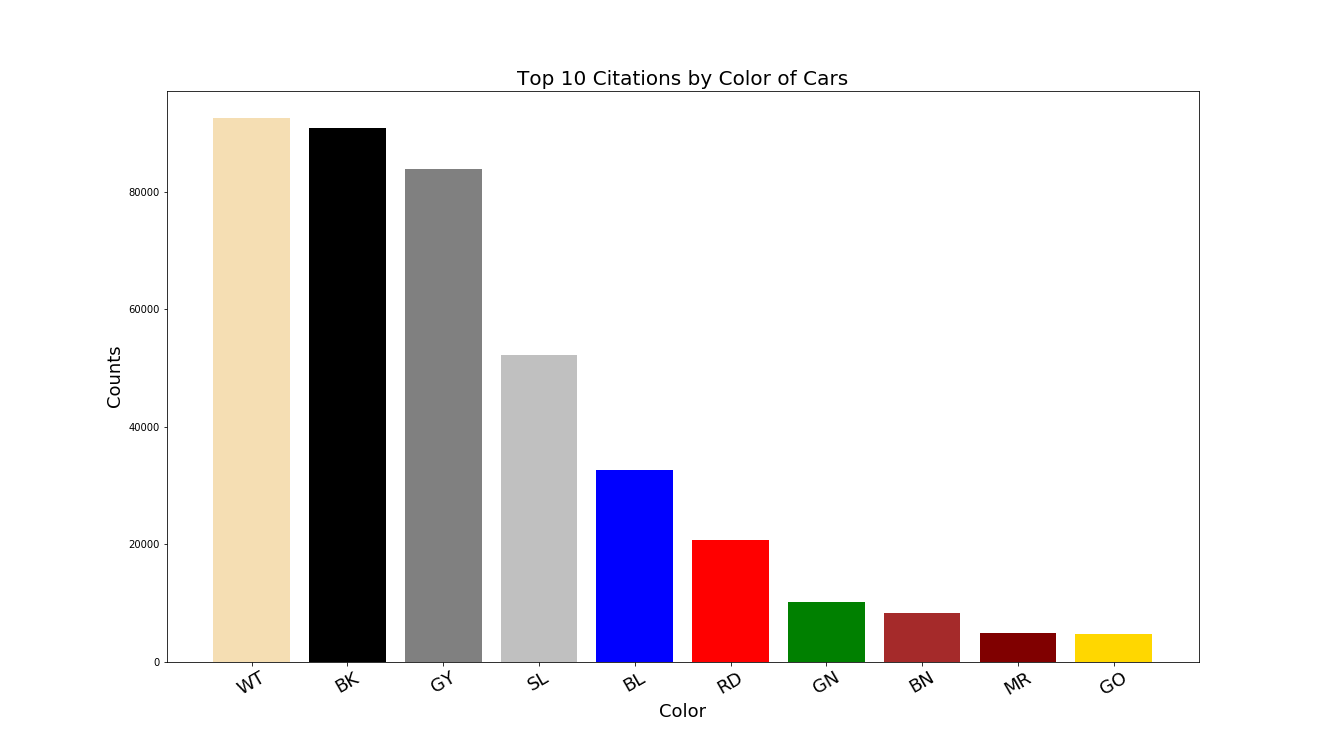 Top 10 Citations by Color of Cars
Counts
80000
60000
40000
20000
0
WT BK GY SL BL RD GN BN MR GO
Color